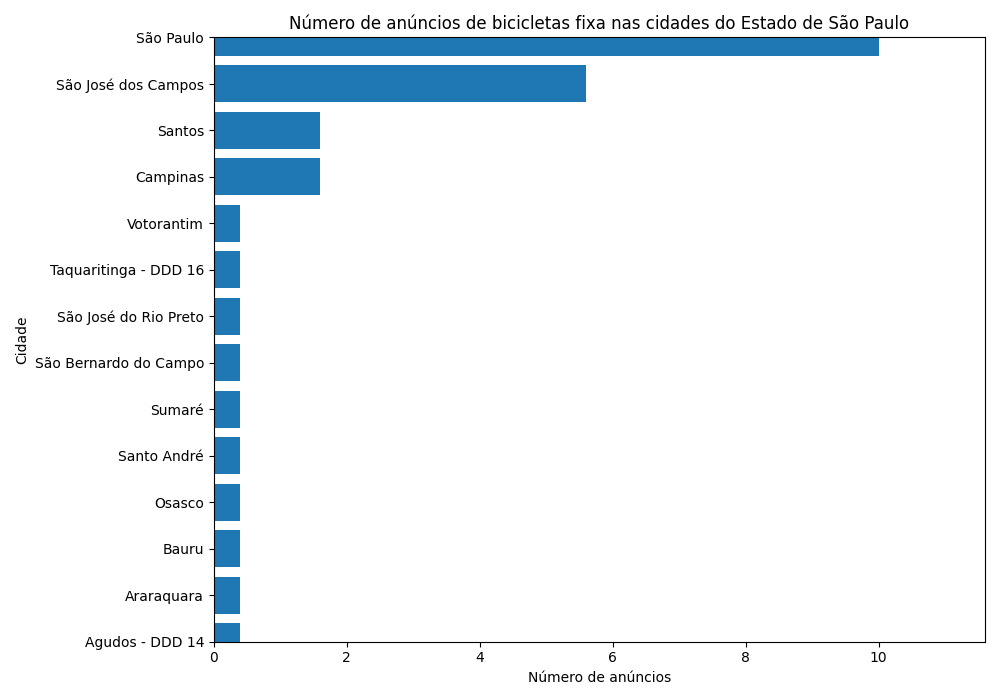 Número de anúncios de bicicletas fixa nas cidades do Estado de São Paulo
São Paulo
São José dos Campos
Santos
Campinas
Votorantim
Taquaritinga - DDD 16
São José do Rio Preto
São Bernardo do Campo
Sumaré
Santo André
Osasco
Bauru
Araraquara
Agudos - DDD 14
Cidade
0 2 4 6 8 10
Número de anúncios